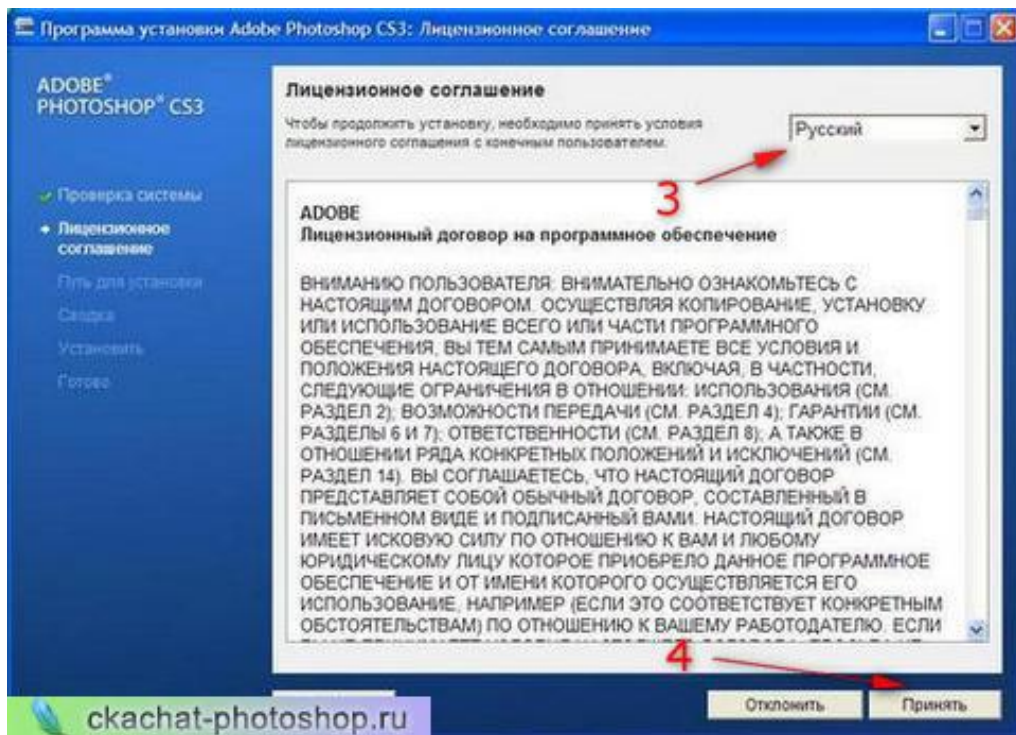 Программа установки Adobe Photoshop CS3: Лицензионное соглашение
ADOBE®
PHOTOSHOP® CS3
Проверка системы
Лицензионное
соглашение
Путь для установки
Сводка
Установить
Готово
Лицензионное соглашение
Чтобы продолжить установку, необходимо принять условия
лицензионного соглашения с конечным пользователем.
Русский
3
ADOBE
Лицензионный договор на программное обеспечение
ВНИМАНИЮ ПОЛЬЗОВАТЕЛЯ: ВНИМАТЕЛЬНО ОЗНАКОМЬТЕСЬ С
НАСТОЯЩИМ ДОГОВОРОМ. ОСУЩЕСТВЛЯЯ КОПИРОВАНИЕ, УСТАНОВКУ
ИЛИ ИСПОЛЬЗОВАНИЕ ВСЕГО ИЛИ ЧАСТИ ПРОГРАММНОГО
ОБЕСПЕЧЕНИЯ, ВЫ ТЕМ САМЫМ ПРИНИМАЕТЕ ВСЕ УСЛОВИЯ И
ПОЛОЖЕНИЯ НАСТОЯЩЕГО ДОГОВОРА, ВКЛЮЧАЯ, В ЧАСТНОСТИ,
СЛЕДУЮЩИЕ ОГРАНИЧЕНИЯ В ОТНОШЕНИИ: ИСПОЛЬЗОВАНИЯ (СМ.
РАЗДЕЛ 2); ВОЗМОЖНОСТИ ПЕРЕДАЧИ (СМ. РАЗДЕЛ 4); ГАРАНТИИ (СМ.
РАЗДЕЛЫ 6 И 7); ОТВЕТСТВЕННОСТИ (СМ. РАЗДЕЛ 8); А ТАКЖЕ В
ОТНОШЕНИИ РЯДА КОНКРЕТНЫХ ПОЛОЖЕНИЙ И ИСКЛЮЧЕНИЙ (СМ.
РАЗДЕЛ 14). ВЫ СОГЛАШАЕТЕСЬ, ЧТО НАСТОЯЩИЙ ДОГОВОР
ПРЕДСТАВЛЯЕТ СОБОЙ ОБЫЧНЫЙ ДОГОВОР, СОСТАВЛЕННЫЙ В
ПИСЬМЕННОМ ВИДЕ И ПОДПИСАННЫЙ ВАМИ. НАСТОЯЩИЙ ДОГОВОР
ИМЕЕТ ИСКОВУЮ СИЛУ ПО ОТНОШЕНИЮ К ВАМ И ЛЮБОМУ
ЮРИДИЧЕСКОМУ ЛИЦУ КОТОРОЕ ПРИОБРЕЛО ДАННОЕ ПРОГРАММНОЕ
ОБЕСПЕЧЕНИЕ И ОТ ИМЕНИ КОТОРОГО ОСУЩЕСТВЛЯЕТСЯ ЕГО
ИСПОЛЬЗОВАНИЕ, НАПРИМЕР (ЕСЛИ ЭТО СООТВЕТСТВУЕТ КОНКРЕТНЫМ
ОБСТОЯТЕЛЬСТВАМ) ПО ОТНОШЕНИЮ К ВАШЕМУ РАБОТОДАТЕЛЮ. ЕСЛИ
4
Отклонить
Принять
ckachat-photoshop.ru